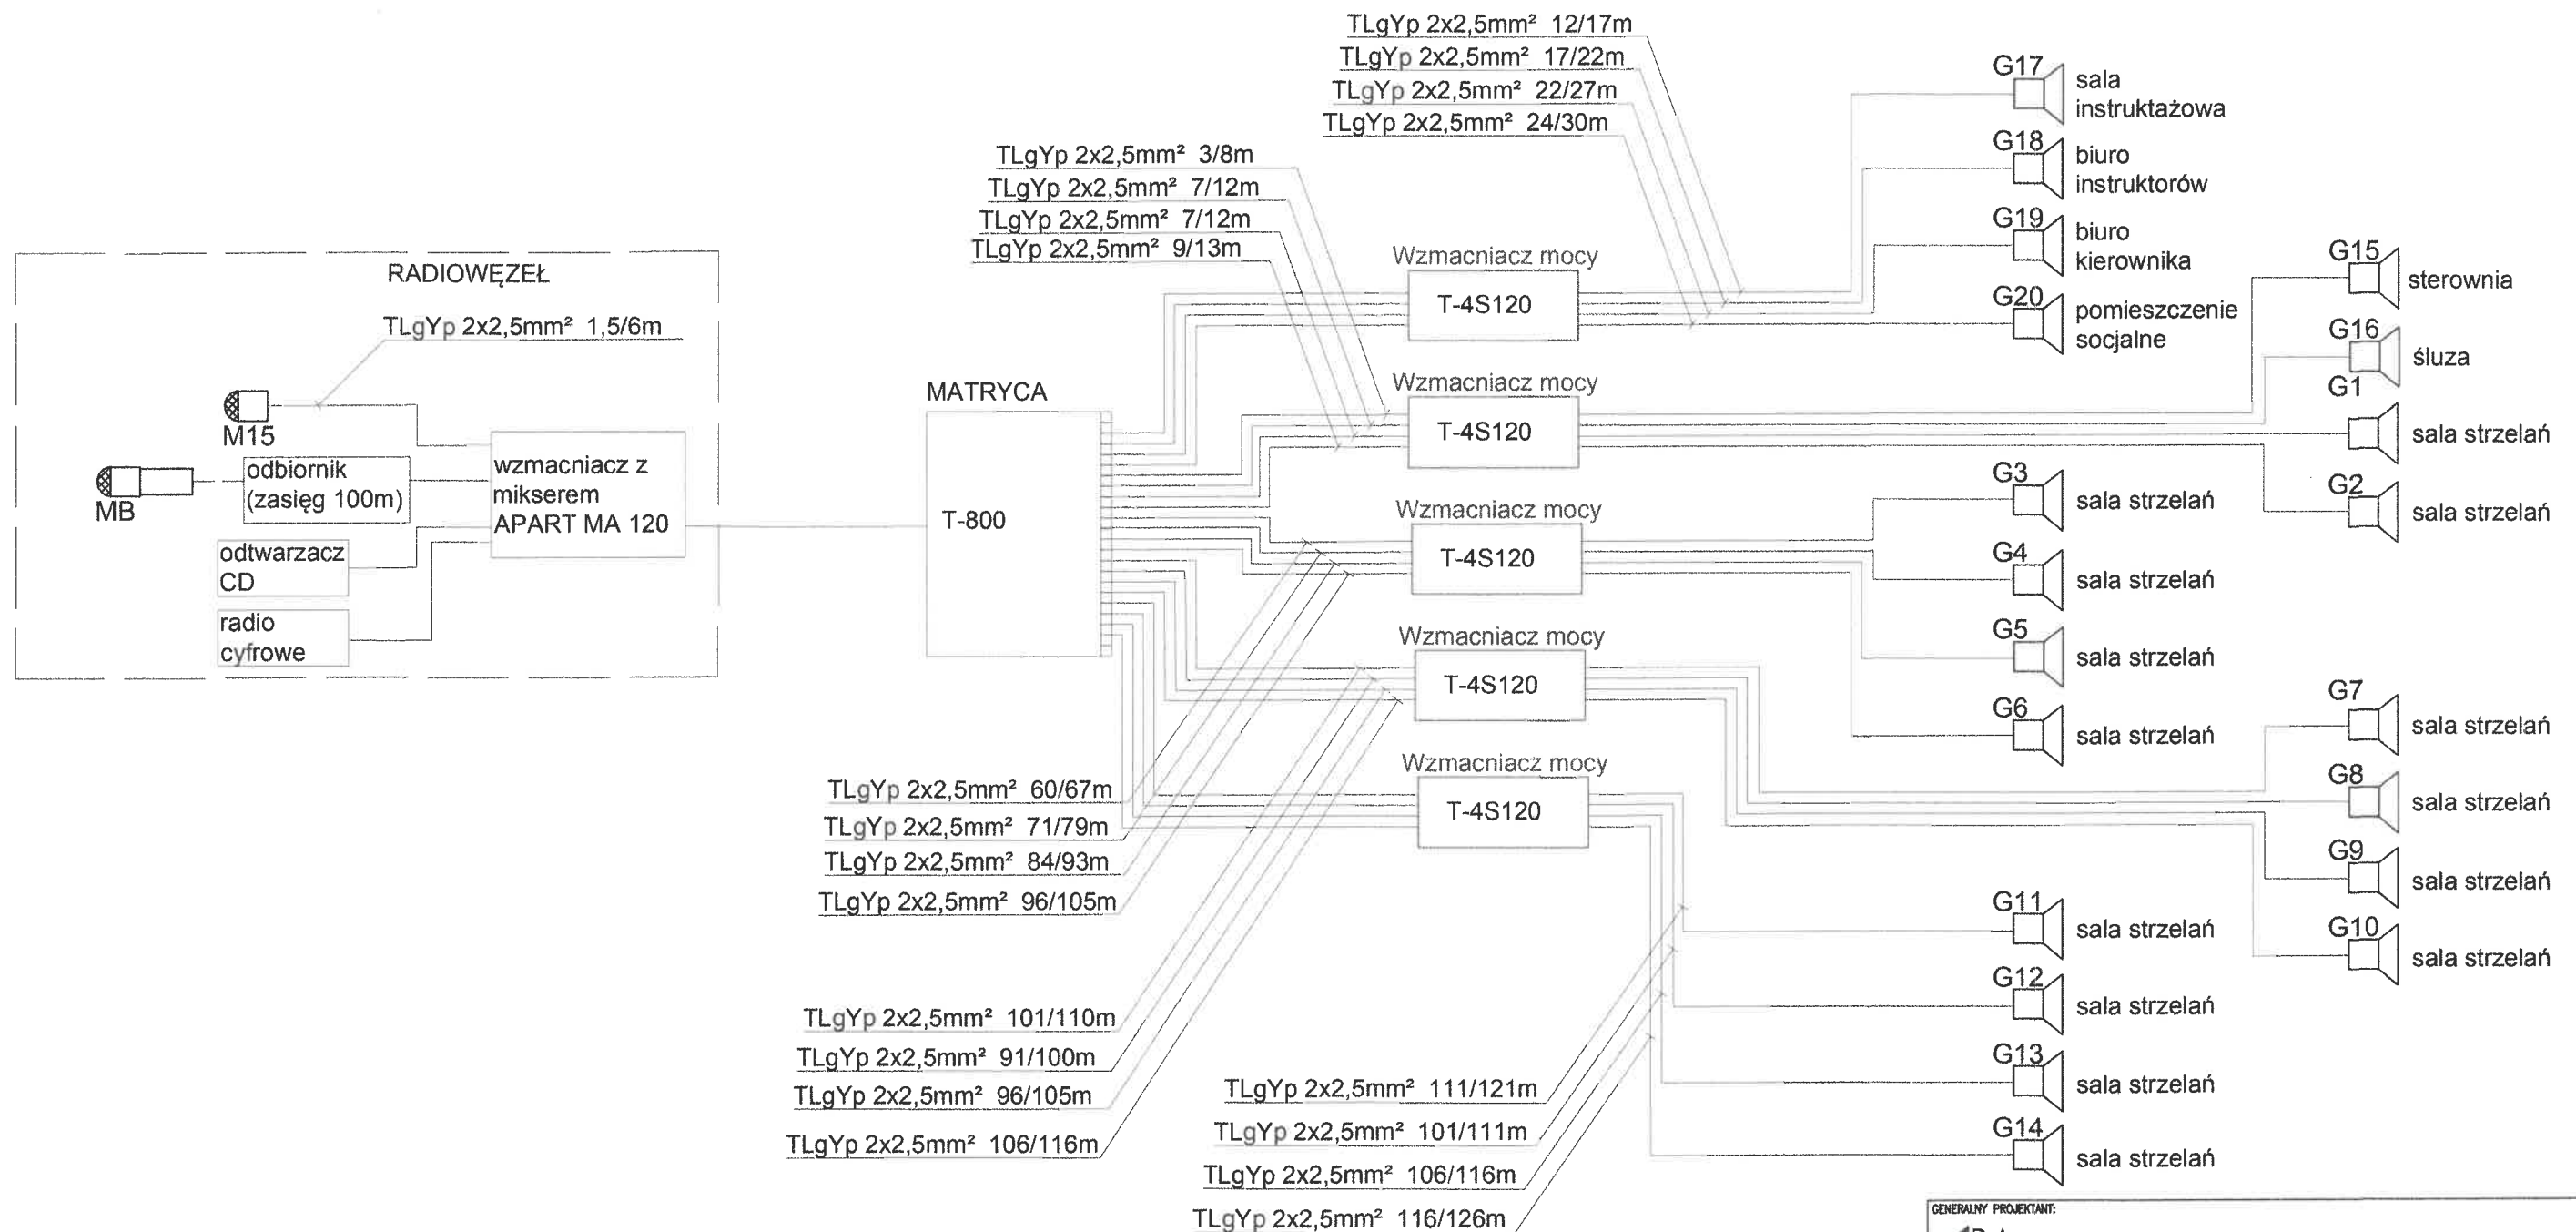 TLgYp 2x2,5mm² 12/17m
TLgYp 2x2,5mm² 17/22m
TLgYp 2x2,5mm² 22/27m
TLgYp 2x2,5mm² 24/30m
TLgYp 2x2,5mm² 3/8m
TLgYp 2x2,5mm² 7/12m
TLgYp 2x2,5mm² 7/12m
TLgYp 2x2,5mm² 9/13m
RADIOWĘZEŁ
TLgYp 2x2,5mm² 1,5/6m
M15
MB
odbiornik
(zasięg 100m)
odtwarzacz
CD
radio
cyfrowe
wzmacniacz z
mikserem
APART MA 120
MATRYCA
T-800
Wzmacniacz mocy
T-4S120
Wzmacniacz mocy
T-4S120
Wzmacniacz mocy
T-4S120
Wzmacniacz mocy
T-4S120
Wzmacniacz mocy
T-4S120
G17
sala
instruktażowa
G18
biuro
instruktorów
G19
biuro
kierownika
G20
pomieszczenie
socjalne
G15
sterownia
G16
śluza
G1
sala strzelań
G2
sala strzelań
G3
sala strzelań
G4
sala strzelań
G5
sala strzelań
G6
sala strzelań
G7
sala strzelań
G8
sala strzelań
G9
sala strzelań
G10
sala strzelań
G11
sala strzelań
G12
sala strzelań
G13
sala strzelań
G14
sala strzelań
TLgYp 2x2,5mm² 60/67m
TLgYp 2x2,5mm² 71/79m
TLgYp 2x2,5mm² 84/93m
TLgYp 2x2,5mm² 96/105m
TLgYp 2x2,5mm² 101/110m
TLgYp 2x2,5mm² 91/100m
TLgYp 2x2,5mm² 96/105m
TLgYp 2x2,5mm² 106/116m
TLgYp 2x2,5mm² 111/121m
TLgYp 2x2,5mm² 101/111m
TLgYp 2x2,5mm² 106/116m
TLgYp 2x2,5mm² 116/126m
GENERALNY PROJEKTANT: